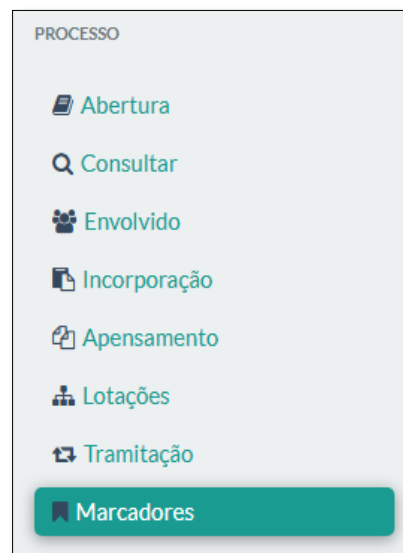 PROCESSO
Abertura
Consultar
Envolvido
Incorporação
Apensamento
Lotações
Tramitação
Marcadores